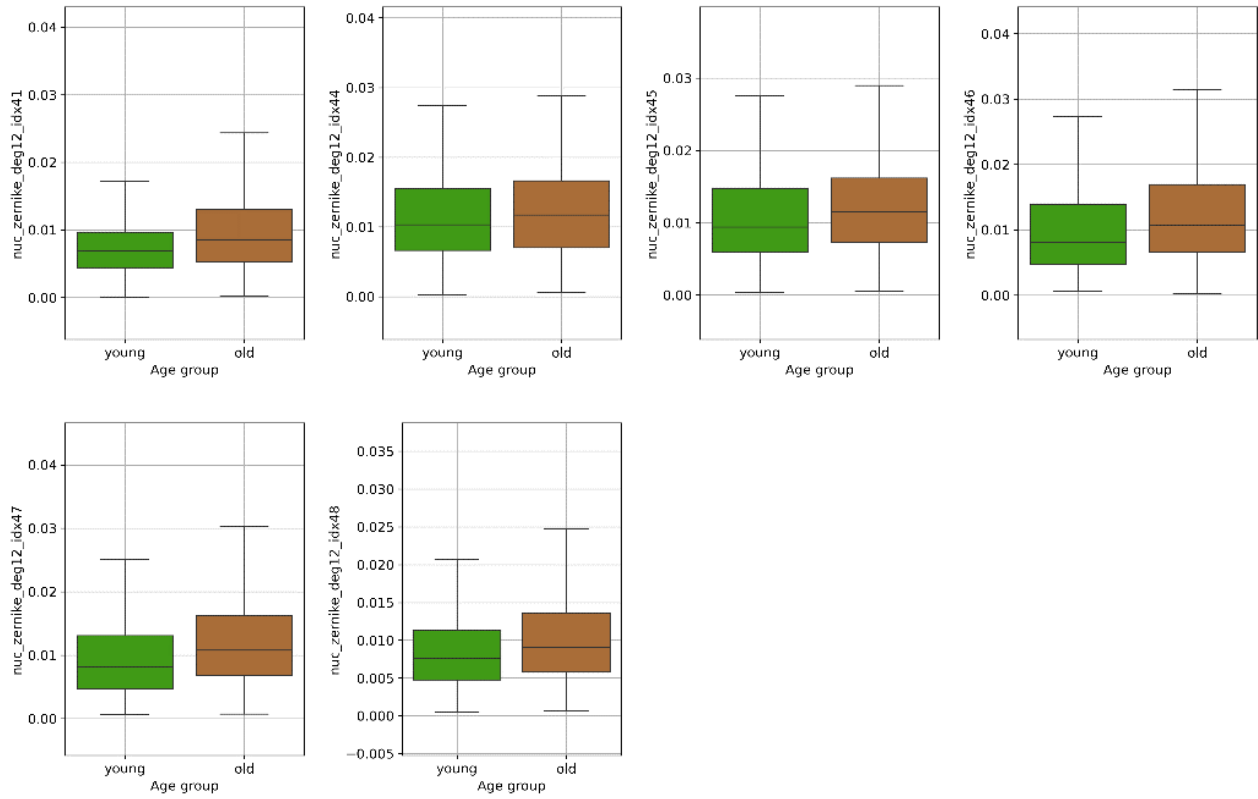 nuc_zernike_deg12_idx41
0.04
0.03
0.02
0.01
0.00
young old
Age group
nuc_zernike_deg12_idx44
0.04
0.03
0.02
0.01
0.00
young old
Age group
nuc_zernike_deg12_idx45
0.03
0.02
0.01
0.00
young old
Age group
nuc_zernike_deg12_idx46
0.04
0.03
0.02
0.01
0.00
young old
Age group
nuc_zernike_deg12_idx47
0.04
0.03
0.02
0.01
0.00
young old
Age group
nuc_zernike_deg12_idx48
0.035
0.030
0.025
0.020
0.015
0.010
0.005
0.000
−0.005
young old
Age group